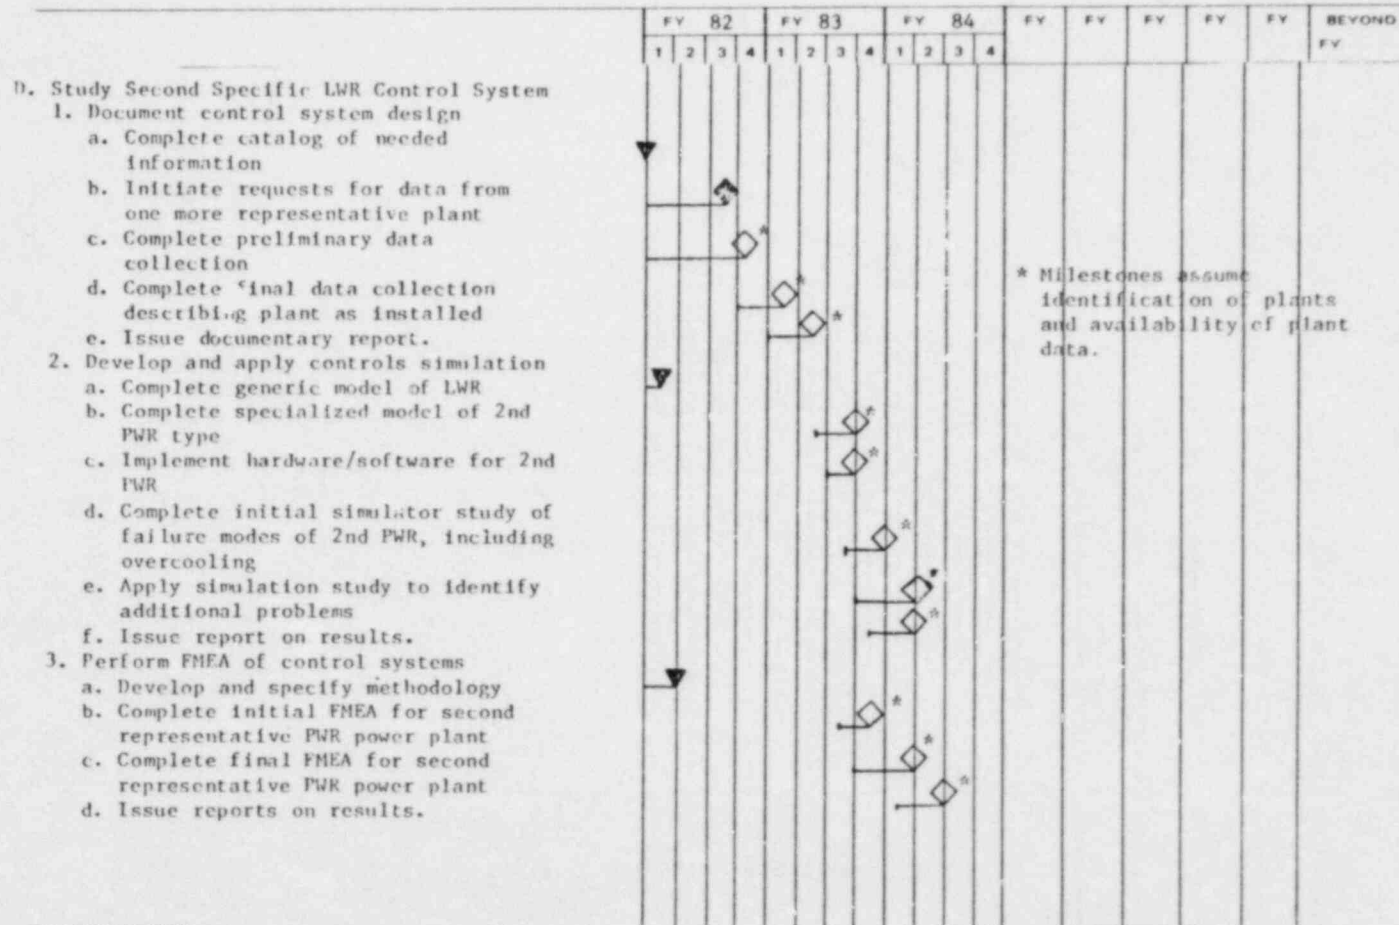 FY 82 FY 83 FY 84 FY FY FY FY FY BEYOND
FY
1 2 3 4 1 2 3 4 1 2 3 4
D. Study Second Specific LWR Control System
1. Document control system design
a. Complete catalog of needed
information
b. Initiate requests for data from
one more representative plant
c. Complete preliminary data
*
collection
d. Complete final data collection
*
describing plant as installed
*
e. Issue documentary report.
* Milestones assume
identification of plants
and availability of plant
data.
2. Develop and apply controls simulation
a. Complete generic model of LWR
b. Complete specialized model of 2nd
*
PWR type
c. Implement hardware/software for 2nd
*
PWR
d. Complete initial simulator study of
*
failure modes of 2nd PWR, including
overcooling
e. Apply simulation study to identify
*
additional problems
*
f. Issue report on results.
3. Perform FMEA of control systems
a. Develop and specify methodology
b. Complete initial FMEA for second
*
representative PWR power plant
c. Complete final FMEA for second
*
representative PWR power plant
*
d. Issue reports on results.